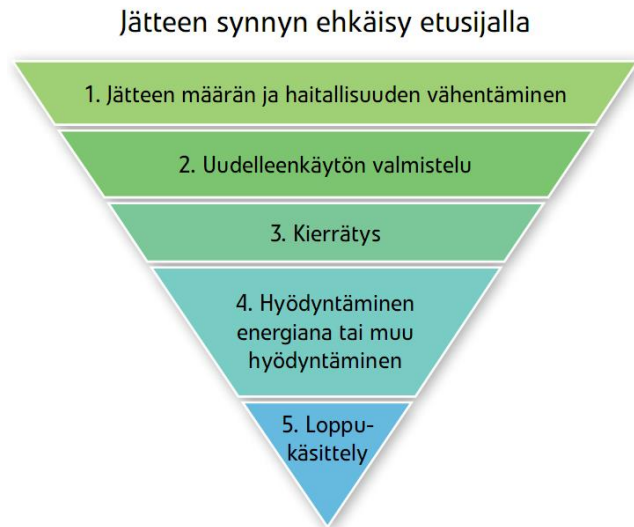 Jätteen synnyn ehkäisy etusijalla
1. Jätteen määrän ja haitallisuuden vähentäminen
2. Uudelleenkäytön valmistelu
3. Kierrätys
4. Hyödyntäminen
energiana tai muu
hyödyntäminen
5. Loppu-
käsittely